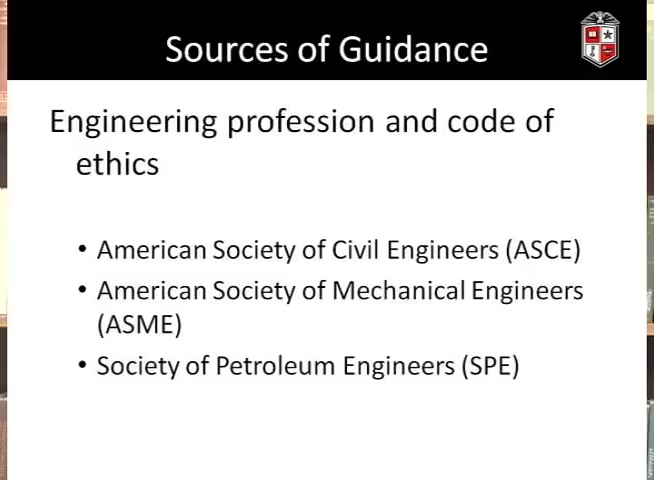 Sources of Guidance
Engineering profession and code of
ethics
• American Society of Civil Engineers (ASCE)
• American Society of Mechanical Engineers
(ASME)
• Society of Petroleum Engineers (SPE)